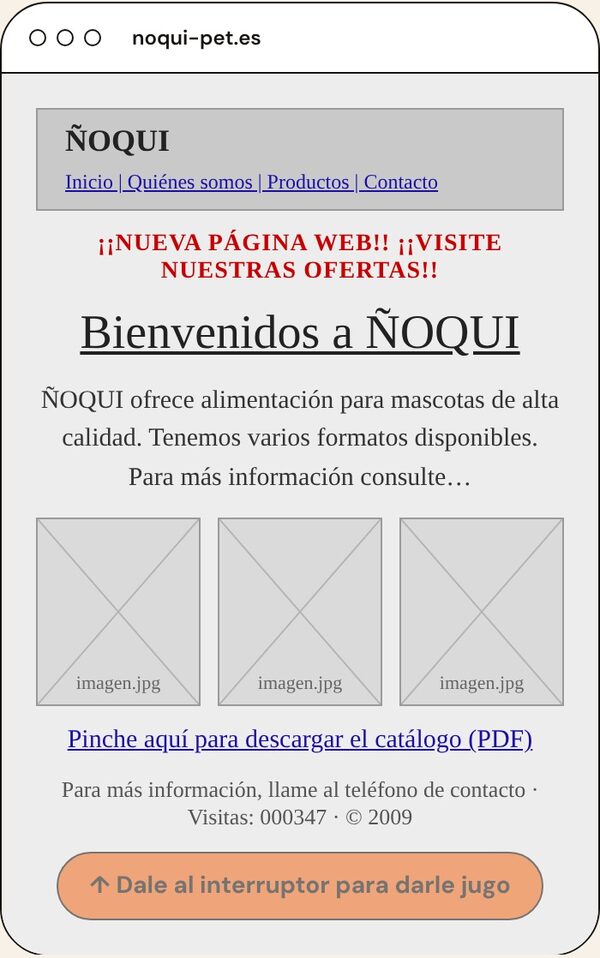 noqui-pet.es
ÑOQUI
Inicio | Quiénes somos | Productos | Contacto
¡¡NUEVA PÁGINA WEB!! ¡¡VISITE
NUESTRAS OFERTAS!!
Bienvenidos a ÑOQUI
ÑOQUI ofrece alimentación para mascotas de alta
calidad. Tenemos varios formatos disponibles.
Para más información consulte…
imagen.jpg imagen.jpg imagen.jpg
Pinche aquí para descargar el catálogo (PDF)
Para más información, llame al teléfono de contacto ·
Visitas: 000347 · © 2009
↑ Dale al interruptor para darle jugo